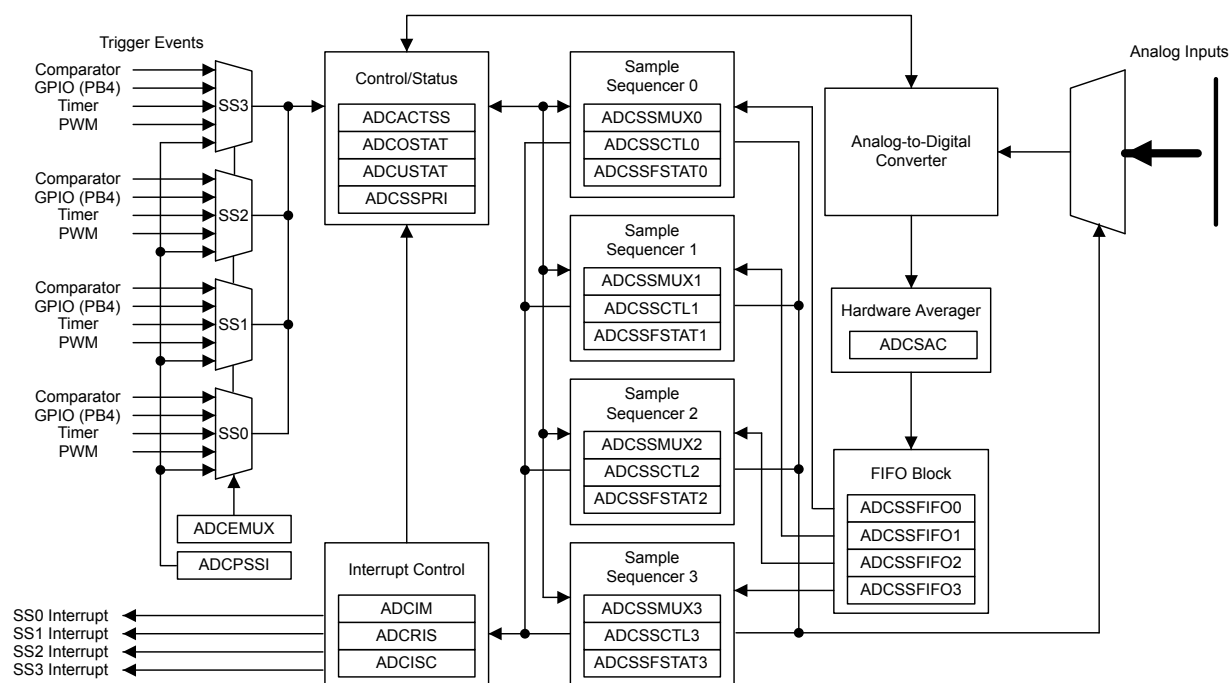 Trigger Events
Comparator
GPIO (PB4)
Timer
PWM
SS3
Comparator
GPIO (PB4)
Timer
PWM
SS2
Comparator
GPIO (PB4)
Timer
PWM
SS1
Comparator
GPIO (PB4)
Timer
PWM
SS0
ADCEMUX
ADCPSSI
SS0 Interrupt
SS1 Interrupt
SS2 Interrupt
SS3 Interrupt
Control/Status
ADCACTSS
ADCOSTAT
ADCUSTAT
ADCSSPRI
Interrupt Control
ADCIM
ADCRIS
ADCISC
Sample
Sequencer 0
ADCSSMUX0
ADCSSCTL0
ADCSSFSTAT0
Sample
Sequencer 1
ADCSSMUX1
ADCSSCTL1
ADCSSFSTAT1
Sample
Sequencer 2
ADCSSMUX2
ADCSSCTL2
ADCSSFSTAT2
Sample
Sequencer 3
ADCSSMUX3
ADCSSCTL3
ADCSSFSTAT3
Analog-to-Digital
Converter
Hardware Averager
ADCSAC
FIFO Block
ADCSSFIFO0
ADCSSFIFO1
ADCSSFIFO2
ADCSSFIFO3
Analog Inputs